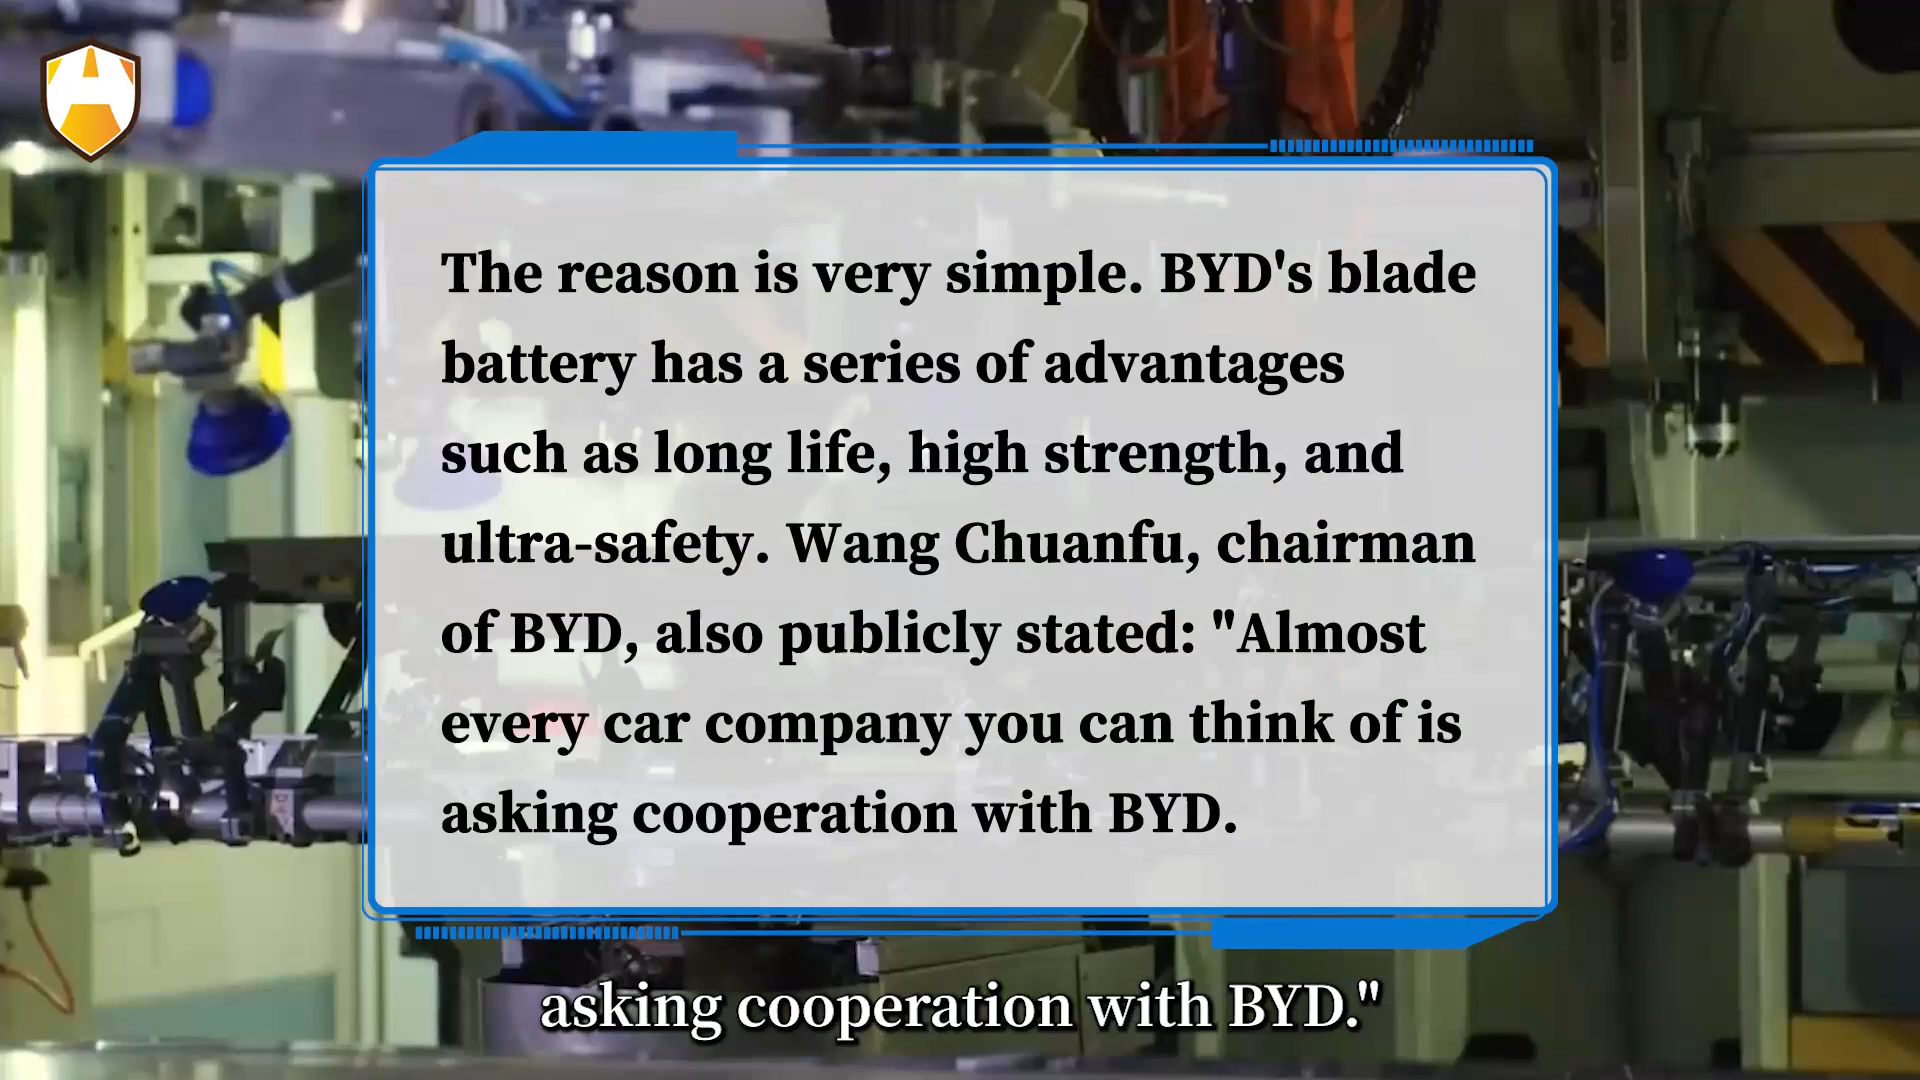 The reason is very simple. BYD's blade
battery has a series of advantages
such as long life, high strength, and
ultra-safety. Wang Chuanfu, chairman
of BYD, also publicly stated: "Almost
every car company you can think of is
asking cooperation with BYD.
asking cooperation with BYD."